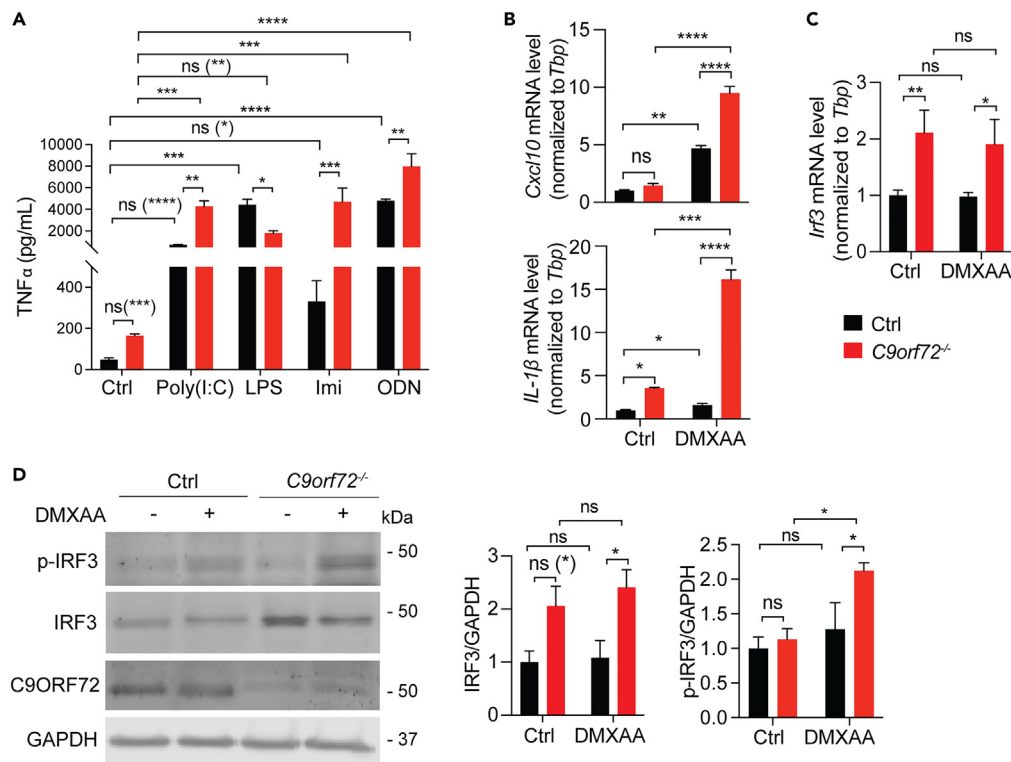 A
****
***
ns (**)
***
****
ns (*)
***
ns (****)
**
*
***
**
ns(***)
TNFα (pg/mL)
10000
8000
6000
4000
2000
400
200
0
Ctrl Poly(I:C) LPS Imi ODN
B
Cxcl10 mRNA level
(normalized to Tbp)
15
10
5
0
****
****
**
ns
IL-1β mRNA level
(normalized to Tbp)
20
15
10
5
0
***
****
*
*
Ctrl DMXAA
C
Irf3 mRNA level
(normalized to Tbp)
4
3
2
1
0
ns
ns
**
*
Ctrl DMXAA
Ctrl
C9orf72-/-
D
Ctrl C9orf72-/-
DMXAA - + - + kDa
p-IRF3 - 50
IRF3 - 50
C9ORF72 - 50
GAPDH - 37
IRF3/GAPDH
3
2
1
0
ns
ns
ns (*)
*
Ctrl DMXAA
p-IRF3/GAPDH
2.5
2.0
1.5
1.0
0.5
0.0
*
ns
*
ns
Ctrl DMXAA